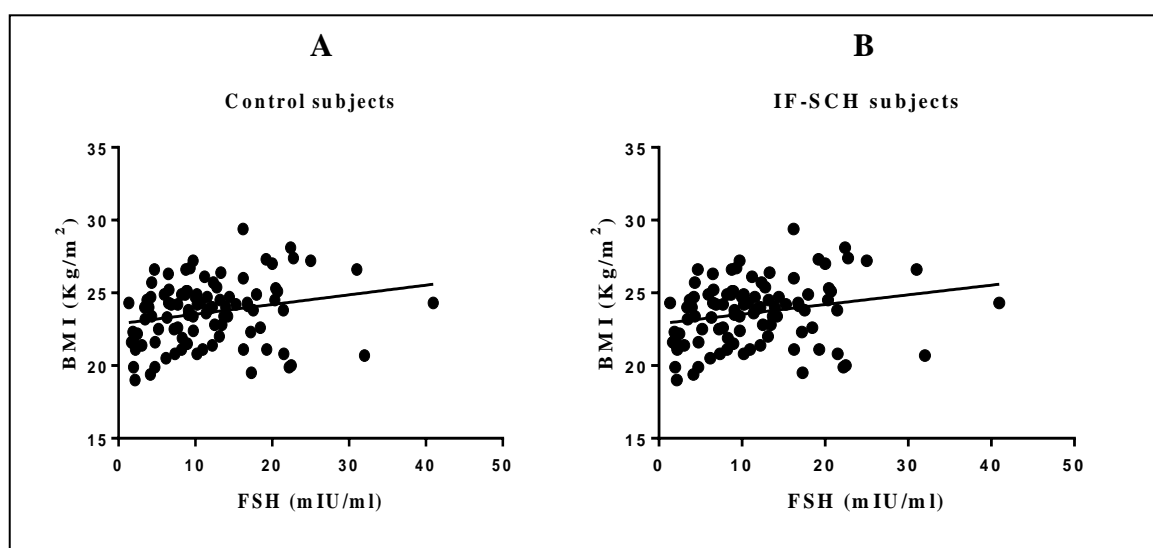 A
Control subjects
35
30
25
20
15
BMI (Kg/m²)
0 10 20 30 40 50
FSH (mIU/ml)
B
IF-SCH subjects
35
30
25
20
15
BMI (Kg/m²)
0 10 20 30 40 50
FSH (mIU/ml)